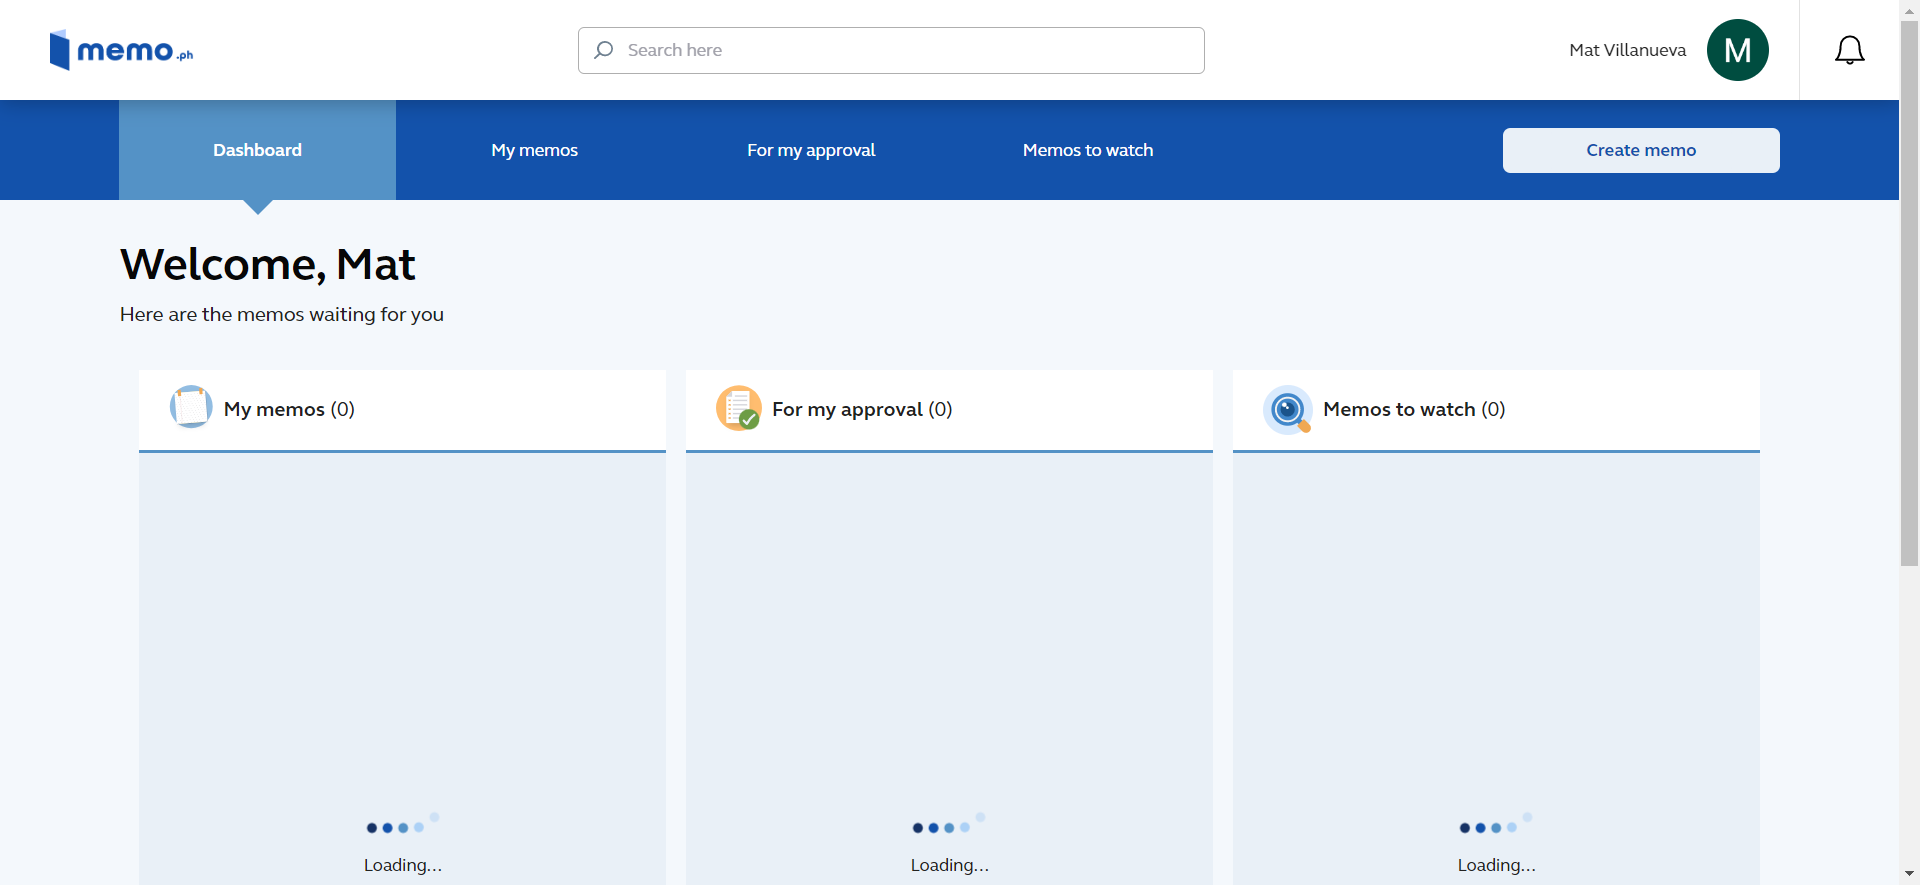 memo.ph
Search here
Mat Villanueva
M
Dashboard
My memos
For my approval
Memos to watch
Create memo
Welcome, Mat
Here are the memos waiting for you
My memos (0)
For my approval (0)
Memos to watch (0)
Loading...
Loading...
Loading...